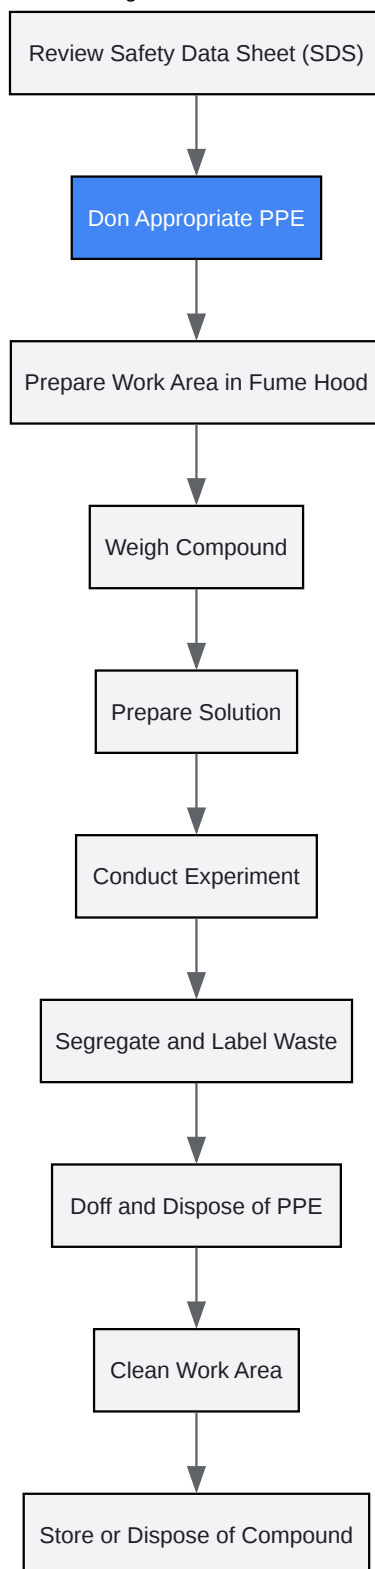 Review Safety Data Sheet (SDS)
Don Appropriate PPE
Prepare Work Area in Fume Hood
Weigh Compound
Prepare Solution
Conduct Experiment
Segregate and Label Waste
Doff and Dispose of PPE
Clean Work Area
Store or Dispose of Compound